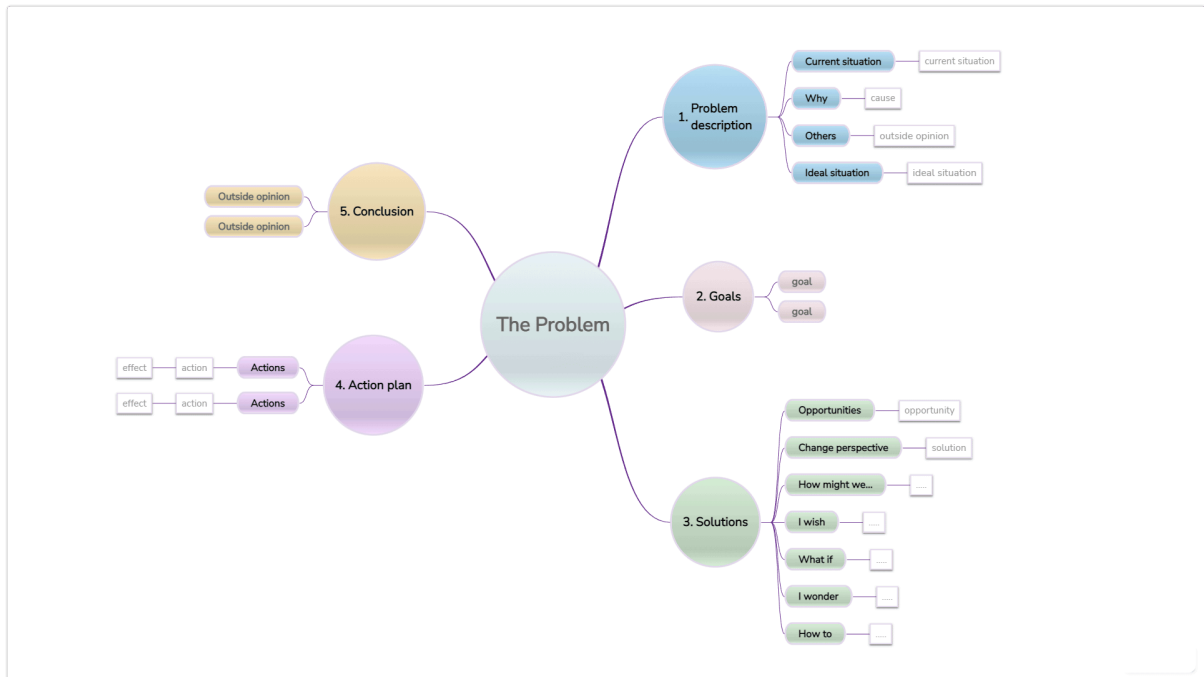 The Problem
1. Problem
description
Current situation
current situation
Why
cause
Others
outside opinion
Ideal situation
ideal situation
2. Goals
goal
goal
3. Solutions
Opportunities
opportunity
Change perspective
solution
How might we...
.....
I wish
.....
What if
.....
I wonder
.....
How to
.....
4. Action plan
Actions
action
effect
Actions
action
effect
5. Conclusion
Outside opinion
Outside opinion